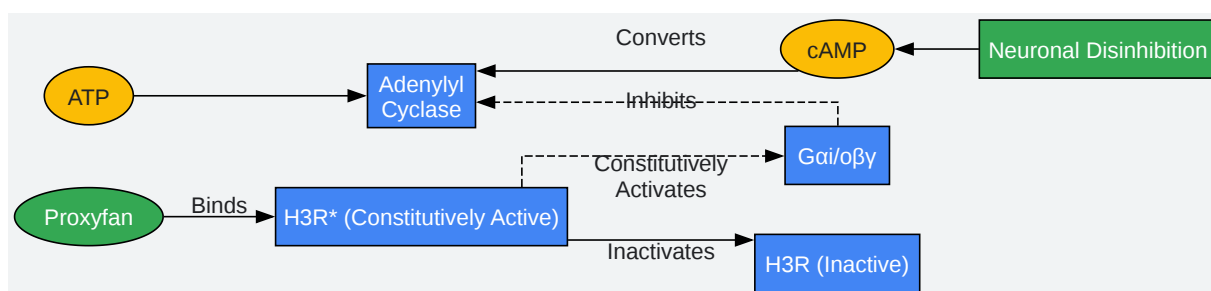 Converts
cAMP
Neuronal Disinhibition
ATP
Adenylyl
Cyclase
Inhibits
Gαi/oβγ
Constitutively
Activates
Proxyfan
Binds
H3R* (Constitutively Active)
Inactivates
H3R (Inactive)